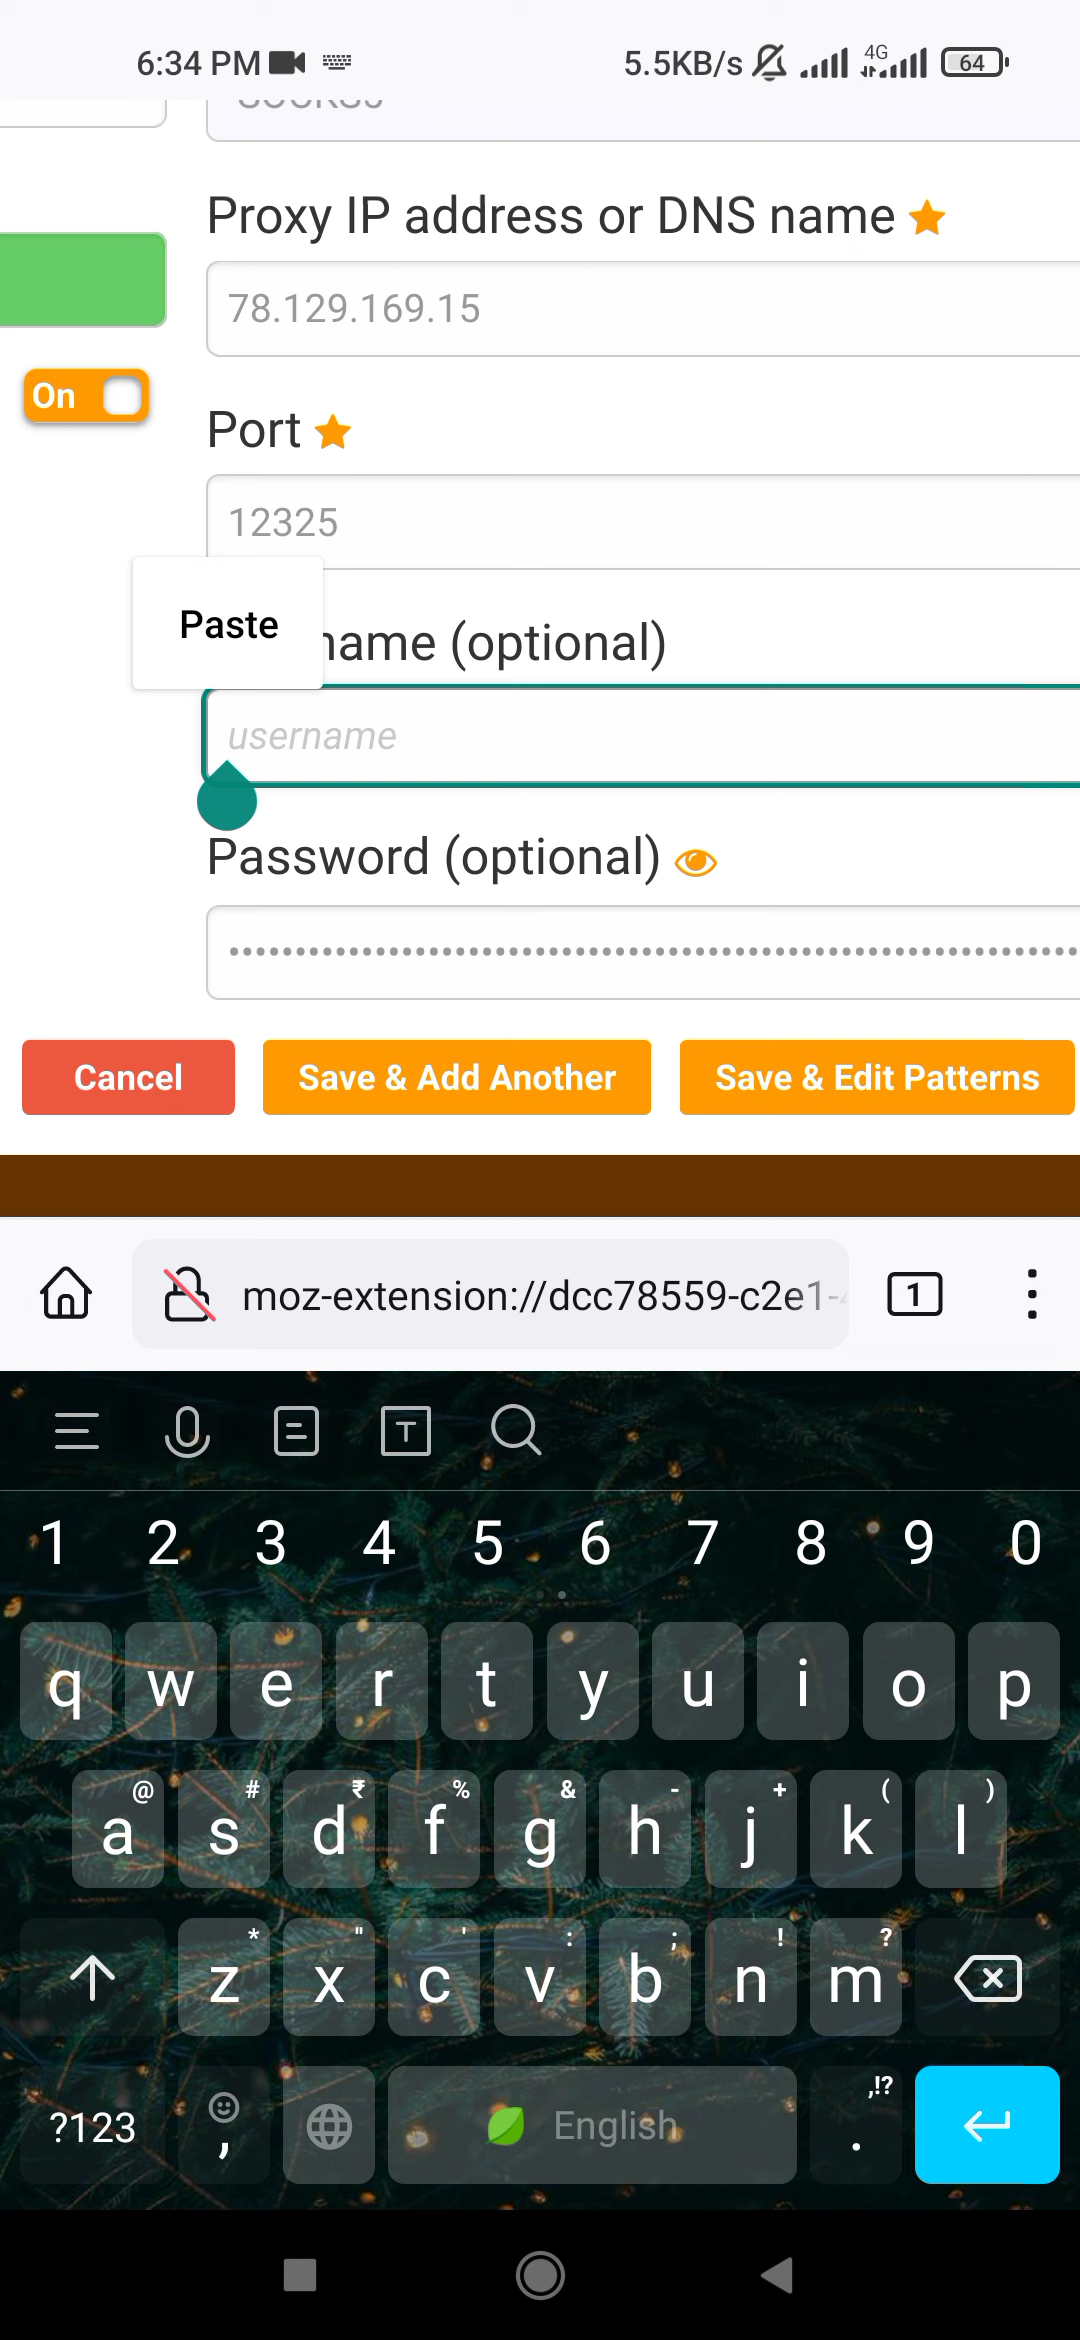 6:34 PM 5.5KB/s 4G 64
Proxy IP address or DNS name
78.129.169.15
On
Port
12325
Paste
name (optional)
username
Password (optional)
Cancel Save & Add Another Save & Edit Patterns
moz-extension://dcc78559-c2e1-
1
T
1 2 3 4 5 6 7 8 9 0
q w e r t y u i o p
@ # ₹ % & - + ( )
a s d f g h j k l
* " ' : ; ! ?
z x c v b n m
?123 , English . ,!?